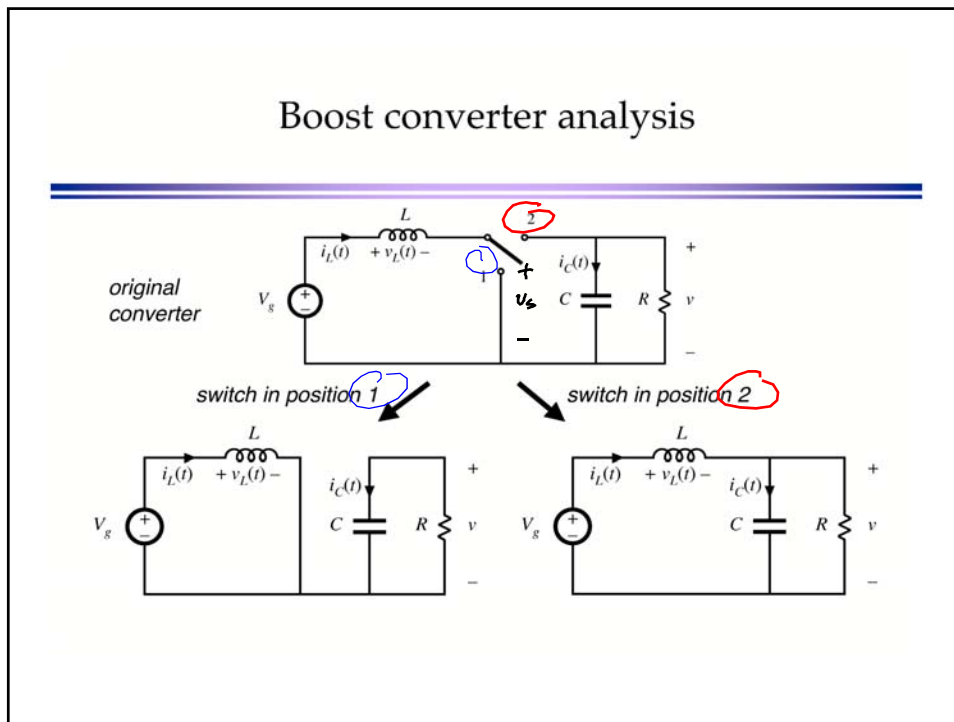 Boost converter analysis
original
converter
V_g
+
−
i_L(t)
L
+ v_L(t) −
2
1
+
v_s
−
i_C(t)
C
R
+
v
−
switch in position 1
switch in position 2
V_g
+
−
i_L(t)
L
+ v_L(t) −
i_C(t)
C
R
+
v
−
V_g
+
−
i_L(t)
L
+ v_L(t) −
i_C(t)
C
R
+
v
−